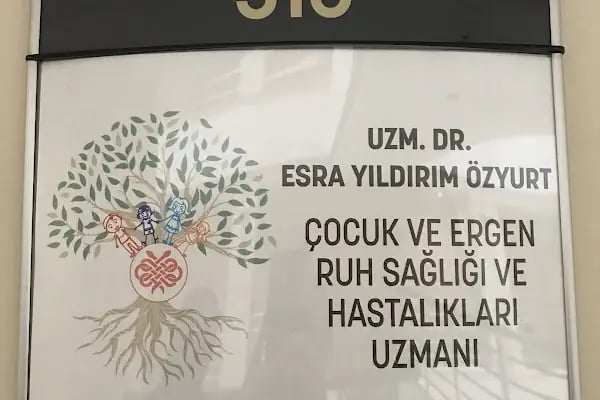 UZM. DR.
ESRA YILDIRIM ÖZYURT
ÇOCUK VE ERGEN
RUH SAĞLIĞI VE
HASTALIKLARI
UZMANI